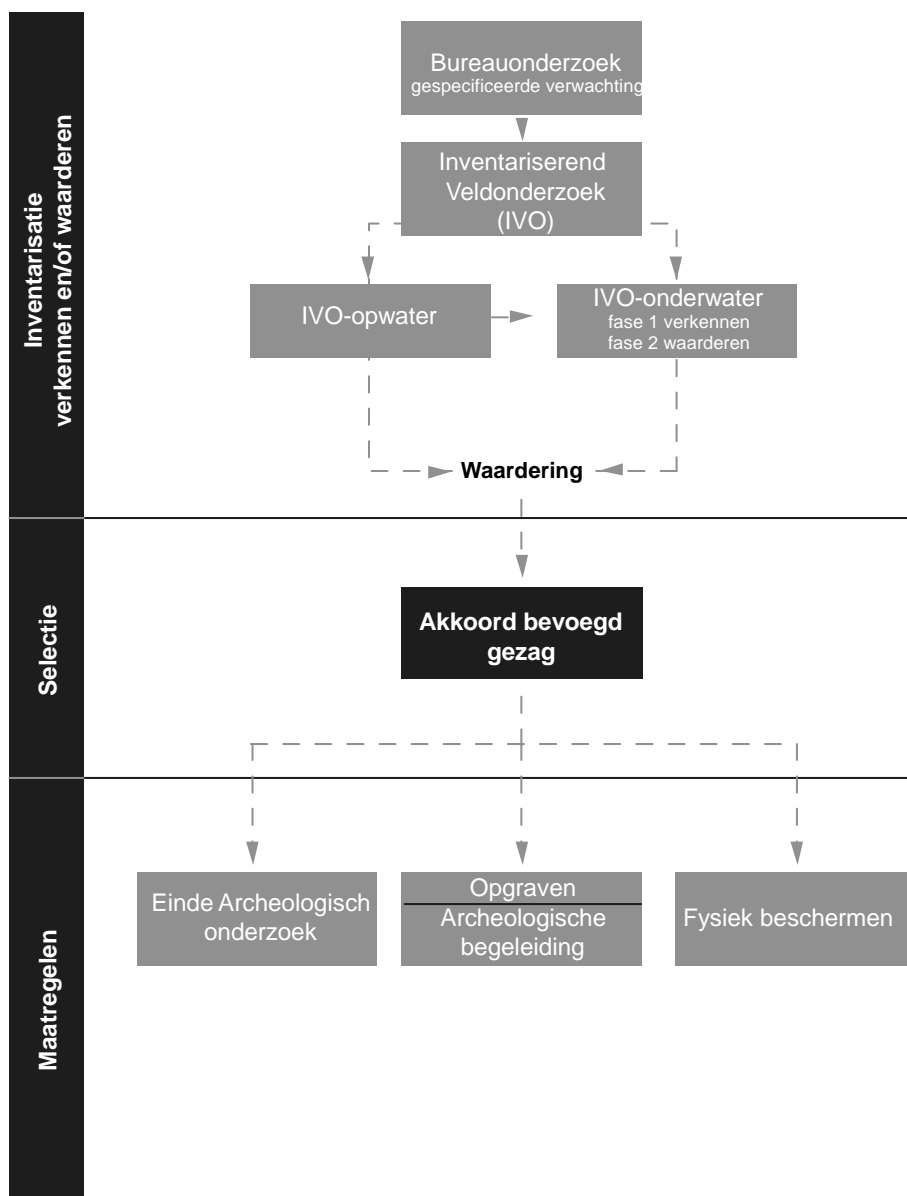 Inventarisatie
verkennen en/of waarderen
Bureauonderzoek
gespecificeerde verwachting
Inventariserend
Veldonderzoek
(IVO)
IVO-opwater
IVO-onderwater
fase 1 verkennen
fase 2 waarderen
Waardering
Selectie
Akkoord bevoegd
gezag
Maatregelen
Einde Archeologisch
onderzoek
Opgraven
Archeologische
begeleiding
Fysiek beschermen